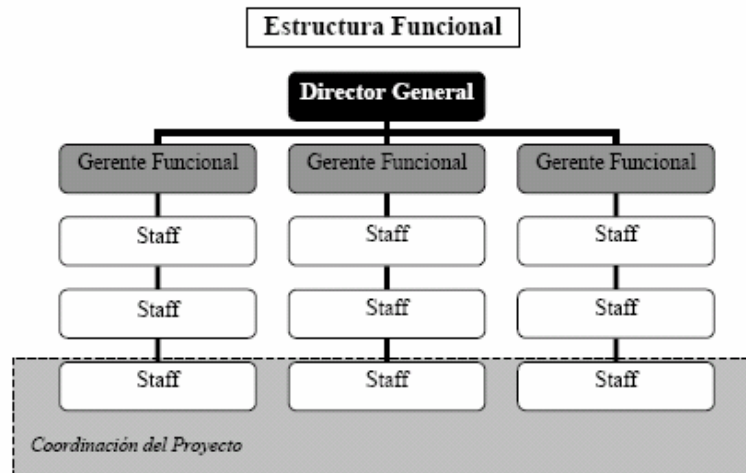 Estructura Funcional
Director General
Gerente Funcional
Gerente Funcional
Gerente Funcional
Staff
Staff
Staff
Staff
Staff
Staff
Staff
Staff
Staff
Coordinación del Proyecto